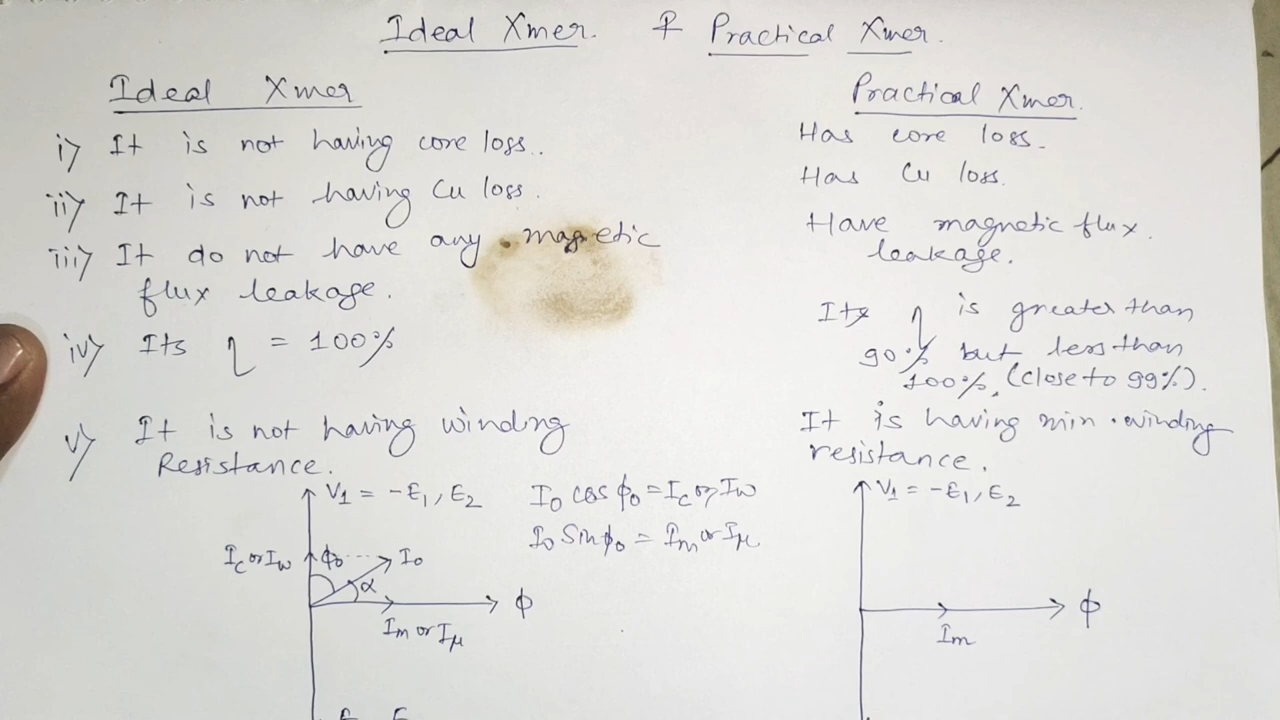 Ideal Xmer. & Practical Xmer.
Ideal Xmer
Practical Xmer.
i) It is not having core loss.
Has core loss.
ii) It is not having Cu loss.
Has Cu loss.
iii) It do not have any magnetic
flux leakage.
Have magnetic flux.
leakage.
iv) Its η = 100%
Its η is greater than
90% but less than
100%. (close to 99%).
v) It is not having winding
Resistance.
It is having min. winding
resistance.
V1 = -E1, E2
I0 cos ϕ0 = Ic or Iw
I0 Sin ϕ0 = Im or Iμ
Ic or Iw
ϕ0
I0
α
ϕ
Im or Iμ
V1 = -E1, E2
ϕ
Im